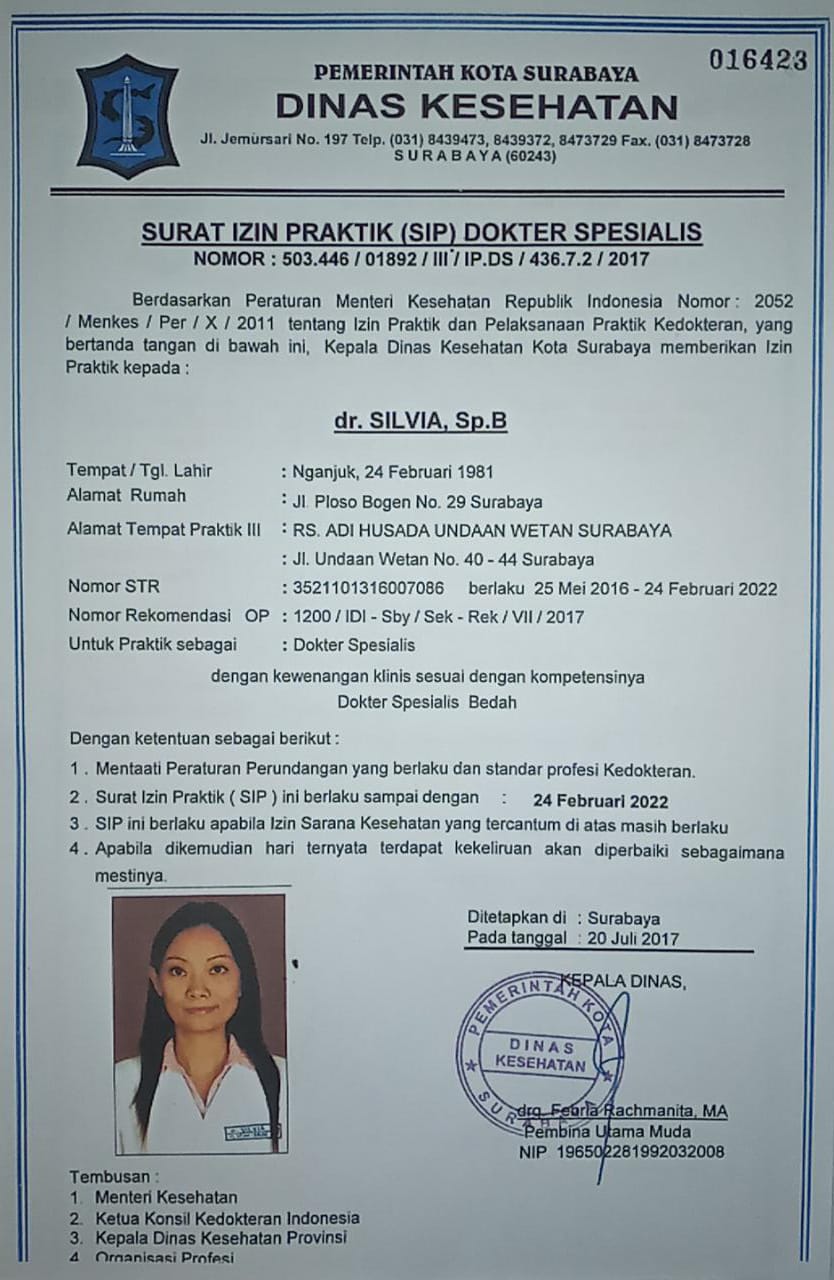 016423
PEMERINTAH KOTA SURABAYA
DINAS KESEHATAN
Jl. Jemursari No. 197 Telp. (031) 8439473, 8439372, 8473729 Fax. (031) 8473728
SURABAYA (60243)
SURAT IZIN PRAKTIK (SIP) DOKTER SPESIALIS
NOMOR : 503.446 / 01892 / III / IP.DS / 436.7.2 / 2017
Berdasarkan Peraturan Menteri Kesehatan Republik Indonesia Nomor : 2052
/ Menkes / Per / X / 2011 tentang Izin Praktik dan Pelaksanaan Praktik Kedokteran, yang
bertanda tangan di bawah ini, Kepala Dinas Kesehatan Kota Surabaya memberikan Izin
Praktik kepada :
dr. SILVIA, Sp.B
Tempat / Tgl. Lahir : Nganjuk, 24 Februari 1981
Alamat Rumah : Jl. Ploso Bogen No. 29 Surabaya
Alamat Tempat Praktik III : RS. ADI HUSADA UNDAAN WETAN SURABAYA
: Jl. Undaan Wetan No. 40 - 44 Surabaya
Nomor STR : 3521101316007086 berlaku 25 Mei 2016 - 24 Februari 2022
Nomor Rekomendasi OP : 1200 / IDI - Sby / Sek - Rek / VII / 2017
Untuk Praktik sebagai : Dokter Spesialis
dengan kewenangan klinis sesuai dengan kompetensinya
Dokter Spesialis Bedah
Dengan ketentuan sebagai berikut :
1 . Mentaati Peraturan Perundangan yang berlaku dan standar profesi Kedokteran.
2 . Surat Izin Praktik ( SIP ) ini berlaku sampai dengan : 24 Februari 2022
3 . SIP ini berlaku apabila Izin Sarana Kesehatan yang tercantum di atas masih berlaku
4 . Apabila dikemudian hari ternyata terdapat kekeliruan akan diperbaiki sebagaimana
mestinya.
Ditetapkan di : Surabaya
Pada tanggal : 20 Juli 2017
KEPALA DINAS,
PEMERINTAH KOTA
DINAS
KESEHATAN
SURABAYA
drg. Febria Rachmanita, MA
Pembina Utama Muda
NIP 196502281992032008
Tembusan :
1. Menteri Kesehatan
2. Ketua Konsil Kedokteran Indonesia
3. Kepala Dinas Kesehatan Provinsi
4. Organisasi Profesi